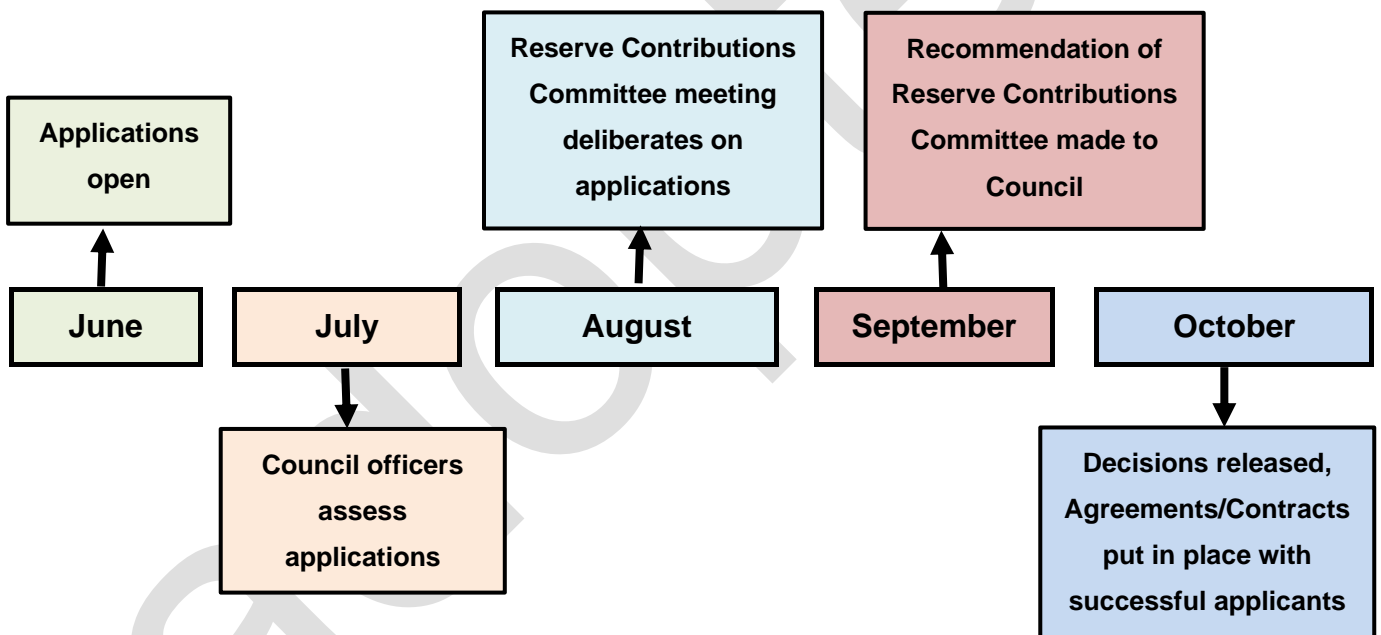 Reserve Contributions
Committee meeting
deliberates on
applications
Recommendation of
Reserve Contributions
Committee made to
Council
Applications
open
June
July
August
September
October
Council officers
assess
applications
Decisions released,
Agreements/Contracts
put in place with
successful applicants